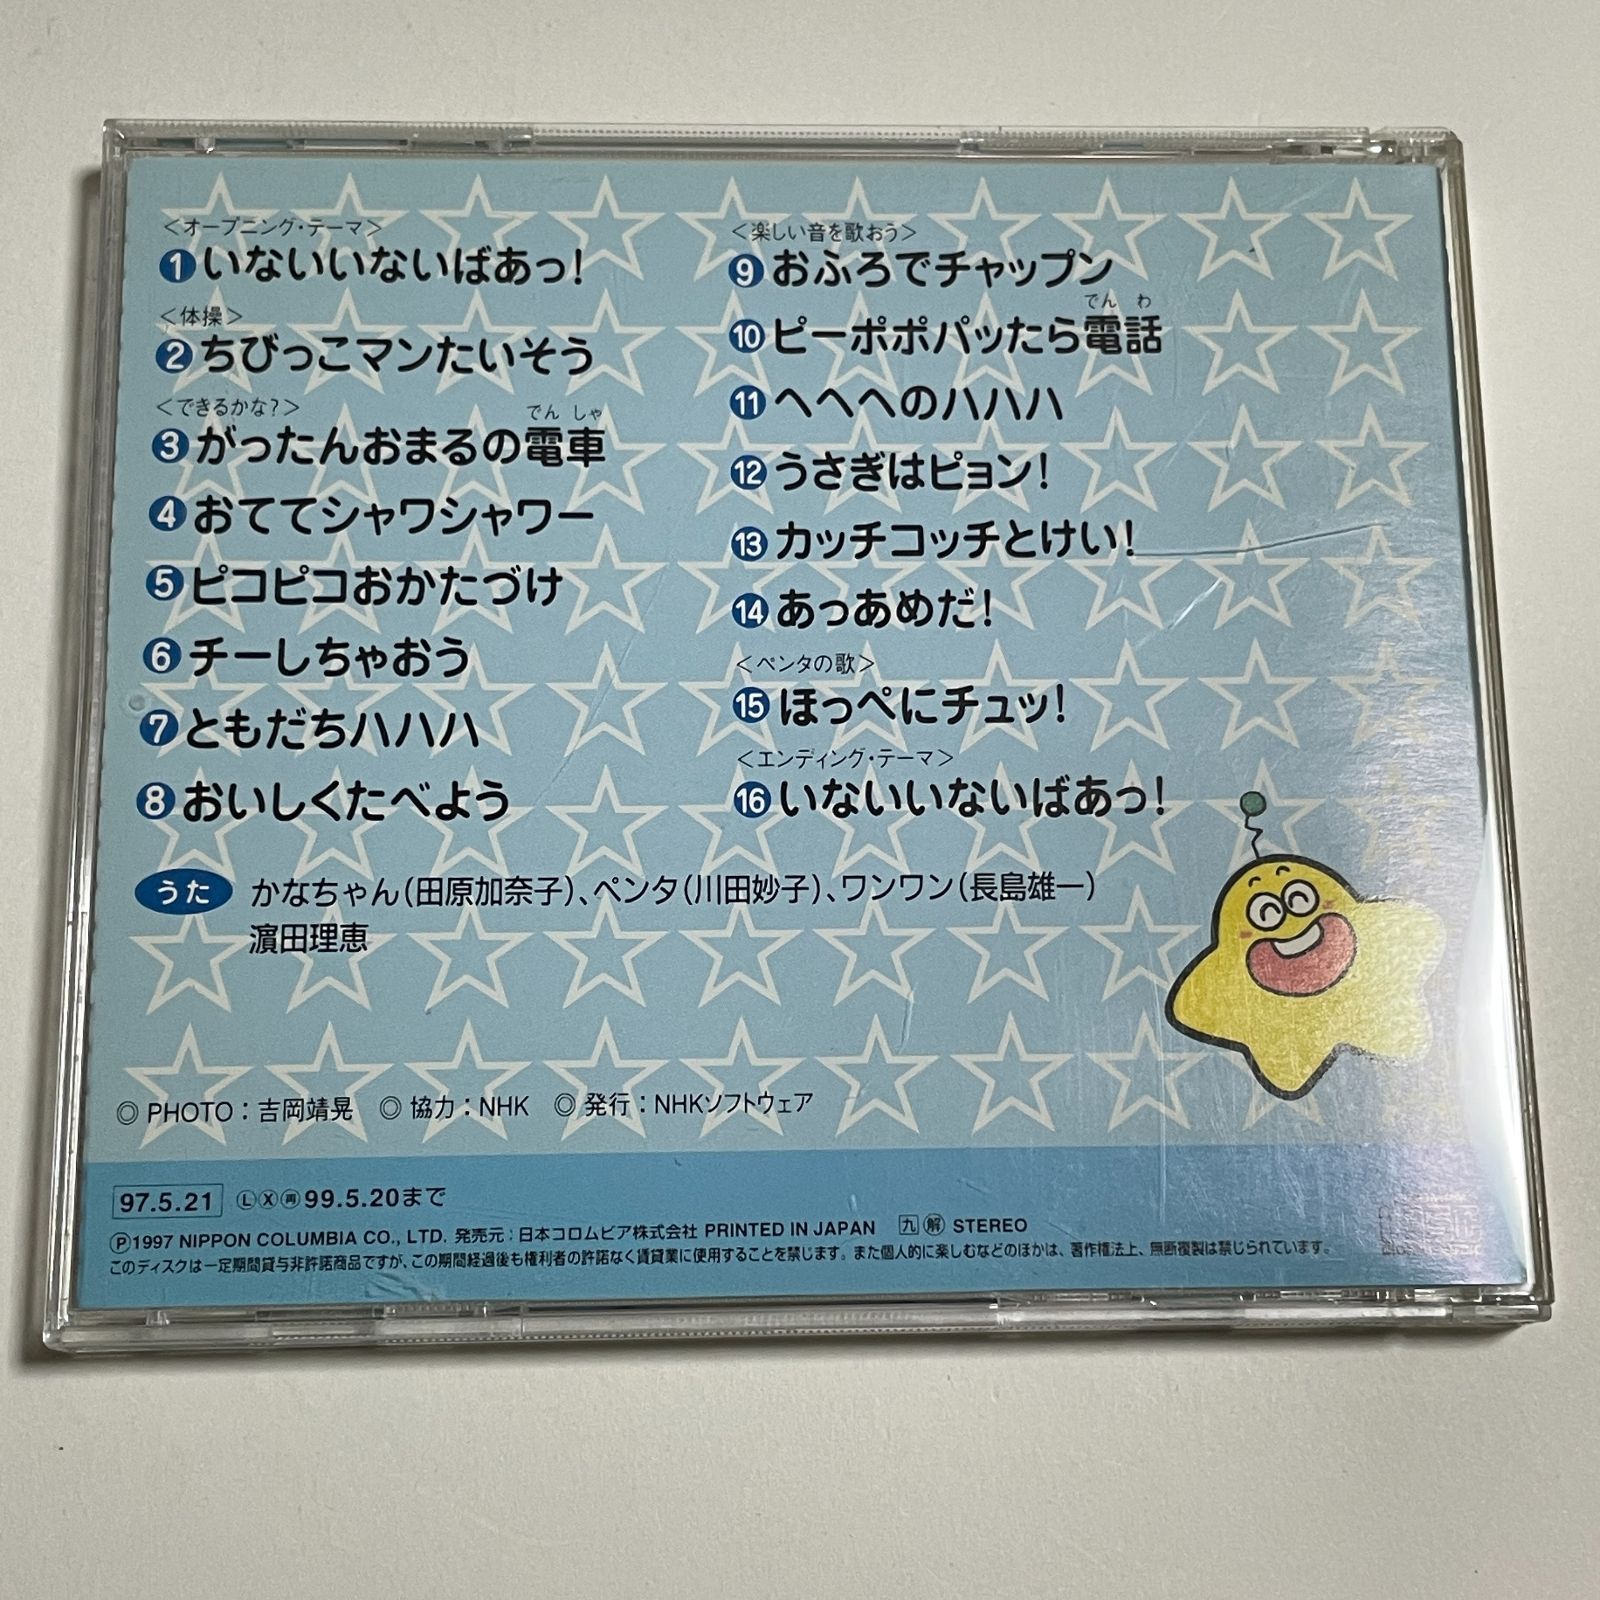 <オープニング・テーマ>
1 いないいないばあっ!
<体操>
2 ちびっこマンたいそう
<できるかな?>
でん しゃ
3 がったんおまるの電車
4 おててシャワシャワー
5 ピコピコおかたづけ
6 チーしちゃおう
7 ともだちハハハ
8 おいしくたべよう
<楽しい音を歌おう>
9 おふろでチャップン
でん わ
10 ピーポポパッたら電話
11 へへへのハハハ
12 うさぎはピョン!
13 カッチコッチとけい!
14 あっあめだ!
<ペンタの歌>
15 ほっぺにチュッ!
<エンディング・テーマ>
16 いないいないばあっ!
うた かなちゃん(田原加奈子)、ペンタ(川田妙子)、ワンワン(長島雄一)
濱田理恵
◎ PHOTO:吉岡靖晃 ◎ 協力:NHK ◎ 発行:NHKソフトウェア
97.5.21 Ⓛ Ⓧ ㊢99.5.20まで
Ⓟ1997 NIPPON COLUMBIA CO., LTD. 発売元:日本コロムビア株式会社 PRINTED IN JAPAN 九 解 STEREO
このディスクは一定期間貸与非許諾商品ですが、この期間経過後も権利者の許諾なく賃貸業に使用することを禁じます。また個人的に楽しむなどのほかは、著作権法上、無断複製は禁じられています。